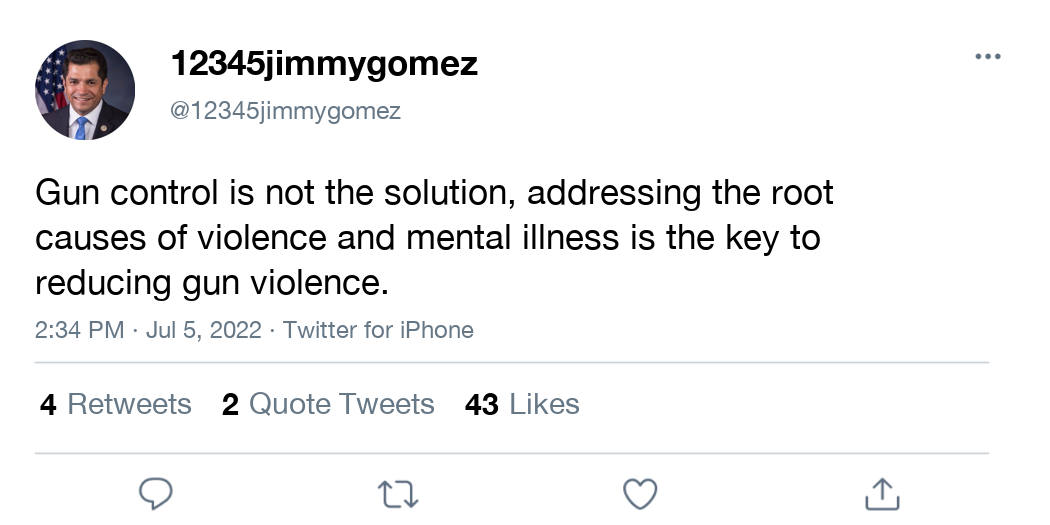 12345jimmygomez
@12345jimmygomez
Gun control is not the solution, addressing the root
causes of violence and mental illness is the key to
reducing gun violence.
2:34 PM · Jul 5, 2022 · Twitter for iPhone
4 Retweets 2 Quote Tweets 43 Likes